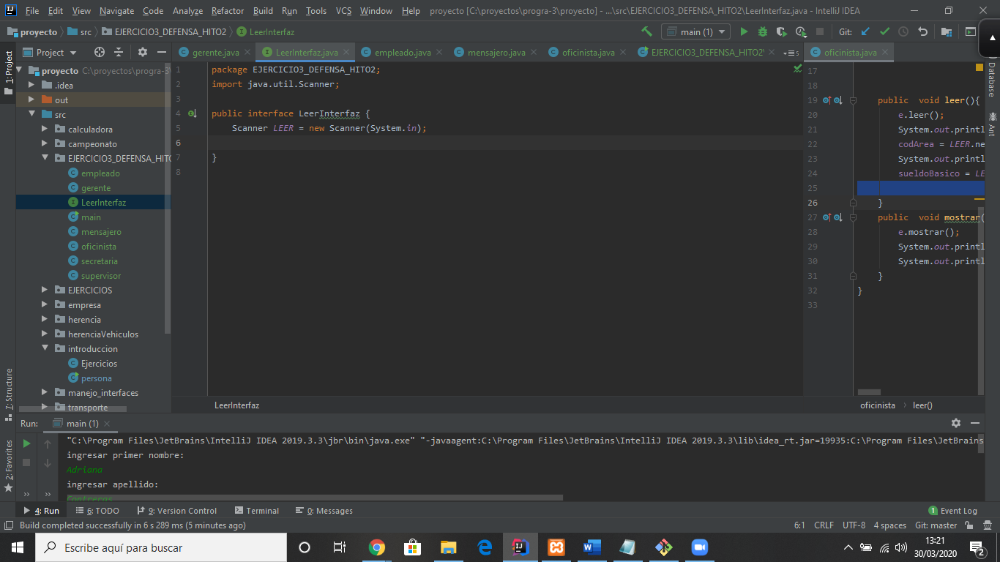 File Edit View Navigate Code Analyze Refactor Build Run Tools VCS Window Help proyecto [C:\proyectos\progra-3\proyecto] - ...\src\EJERCICIO3_DEFENSA_HITO2\LeerInterfaz.java - IntelliJ IDEA
proyecto src EJERCICIO3_DEFENSA_HITO2 LeerInterfaz main (1) Git:
Project gerente.java LeerInterfaz.java empleado.java mensajero.java oficinista.java EJERCICIO3_DEFENSA_HITO2\ 5 oficinista.java
1: Project
Database
Ant
7: Structure
2: Favorites
proyecto C:\proyectos\progra-3\
.idea
out
src
calculadora
campeonato
EJERCICIO3_DEFENSA_HIT
empleado
gerente
LeerInterfaz
main
mensajero
oficinista
secretaria
supervisor
EJERCICIOS
empresa
herencia
herenciaVehiculos
introduccion
Ejercicios
persona
manejo_interfaces
transporte
1 package EJERCICIO3_DEFENSA_HITO2;
2 import java.util.Scanner;
3
4 public interface LeerInterfaz {
5 Scanner LEER = new Scanner(System.in);
6
7 }
8
LeerInterfaz
17
18
19 public void leer(){
20 e.leer();
21 System.out.printl
22 codArea = LEER.ne
23 System.out.printl
24 sueldoBasico = LE
25
26 }
27 public void mostrar(
28 e.mostrar();
29 System.out.printl
30 System.out.printl
31 }
32 }
33
oficinista leer()
Run: main (1)
"C:\Program Files\JetBrains\IntelliJ IDEA 2019.3.3\jbr\bin\java.exe" "-javaagent:C:\Program Files\JetBrains\IntelliJ IDEA 2019.3.3\lib\idea_rt.jar=19935:C:\Program Files\JetBrains
ingresar primer nombre:
Adriana
ingresar apellido:
Contreras
4: Run 6: TODO 9: Version Control Terminal 0: Messages 1 Event Log
Build completed successfully in 6 s 289 ms (5 minutes ago) 6:1 CRLF UTF-8 4 spaces Git: master
Escribe aquí para buscar
13:21
30/03/2020
2